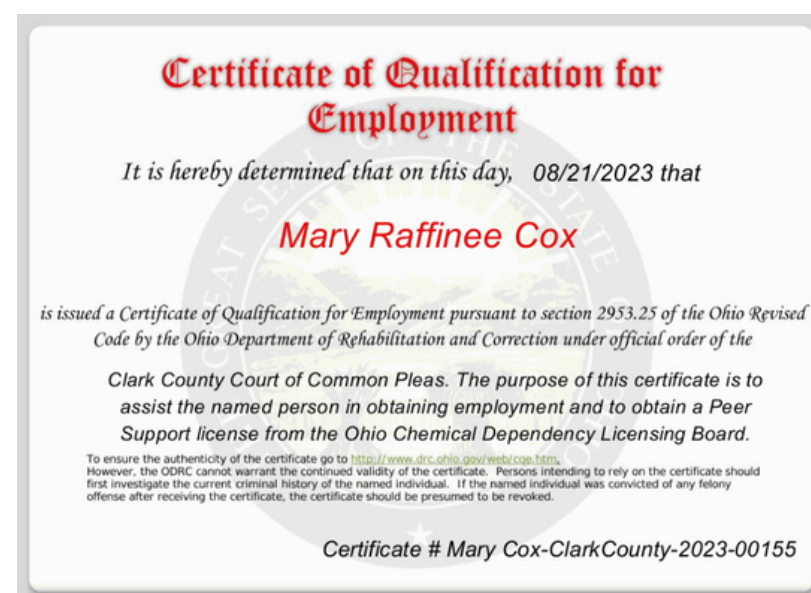 Certificate of Qualification for
Employment
It is hereby determined that on this day, 08/21/2023 that
Mary Raffinee Cox
is issued a Certificate of Qualification for Employment pursuant to section 2953.25 of the Ohio Revised
Code by the Ohio Department of Rehabilitation and Correction under official order of the
Clark County Court of Common Pleas. The purpose of this certificate is to
assist the named person in obtaining employment and to obtain a Peer
Support license from the Ohio Chemical Dependency Licensing Board.
To ensure the authenticity of the certificate go to http://www.drc.ohio.gov/web/cqe.htm.
However, the ODRC cannot warrant the continued validity of the certificate. Persons intending to rely on the certificate should
first investigate the current criminal history of the named individual. If the named individual was convicted of any felony
offense after receiving the certificate, the certificate should be presumed to be revoked.
Certificate # Mary Cox-ClarkCounty-2023-00155
THE GREAT SEAL OF THE STATE OF OHIO